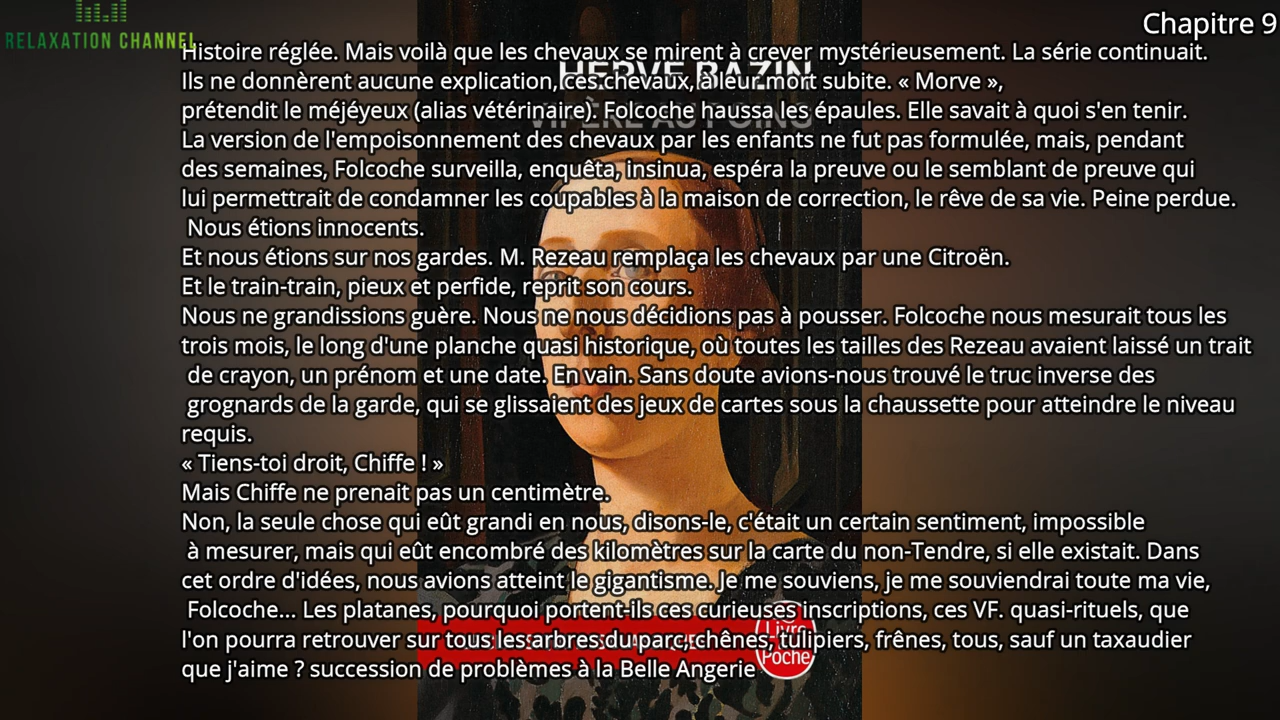 Chapitre 9
RELAXATION CHANNEL
Histoire réglée. Mais voilà que les chevaux se mirent à crever mystérieusement. La série continuait.
Ils ne donnèrent aucune explication, ces chevaux, à leur mort subite. « Morve »,
prétendit le méjéyeux (alias vétérinaire). Folcoche haussa les épaules. Elle savait à quoi s'en tenir.
La version de l'empoisonnement des chevaux par les enfants ne fut pas formulée, mais, pendant
des semaines, Folcoche surveilla, enquêta, insinua, espéra la preuve ou le semblant de preuve qui
lui permettrait de condamner les coupables à la maison de correction, le rêve de sa vie. Peine perdue.
Nous étions innocents.
Et nous étions sur nos gardes. M. Rezeau remplaça les chevaux par une Citroën.
Et le train-train, pieux et perfide, reprit son cours.
Nous ne grandissions guère. Nous ne nous décidions pas à pousser. Folcoche nous mesurait tous les
trois mois, le long d'une planche quasi historique, où toutes les tailles des Rezeau avaient laissé un trait
de crayon, un prénom et une date. En vain. Sans doute avions-nous trouvé le truc inverse des
grognards de la garde, qui se glissaient des jeux de cartes sous la chaussette pour atteindre le niveau
requis.
« Tiens-toi droit, Chiffe ! »
Mais Chiffe ne prenait pas un centimètre.
Non, la seule chose qui eût grandi en nous, disons-le, c'était un certain sentiment, impossible
à mesurer, mais qui eût encombré des kilomètres sur la carte du non-Tendre, si elle existait. Dans
cet ordre d'idées, nous avions atteint le gigantisme. Je me souviens, je me souviendrai toute ma vie,
Folcoche... Les platanes, pourquoi portent-ils ces curieuses inscriptions, ces VF. quasi-rituels, que
l'on pourra retrouver sur tous les arbres du parc, chênes, tulipiers, frênes, tous, sauf un taxaudier
que j'aime ? succession de problèmes à la Belle Angerie
HERVÉ BAZIN
VIPÈRE AU POING
Livre
Poche